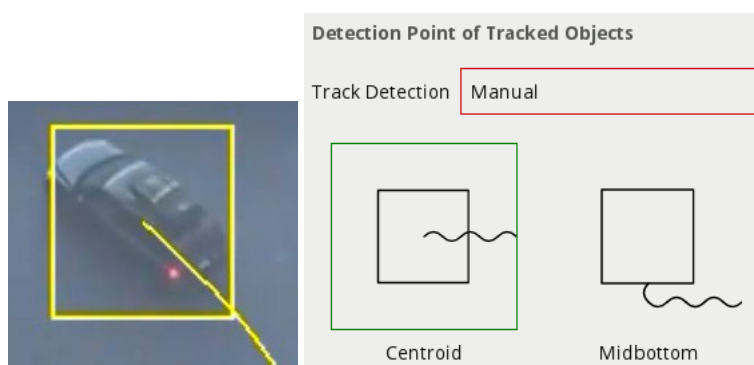 Detection Point of Tracked Objects
Track Detection Manual
Centroid Midbottom